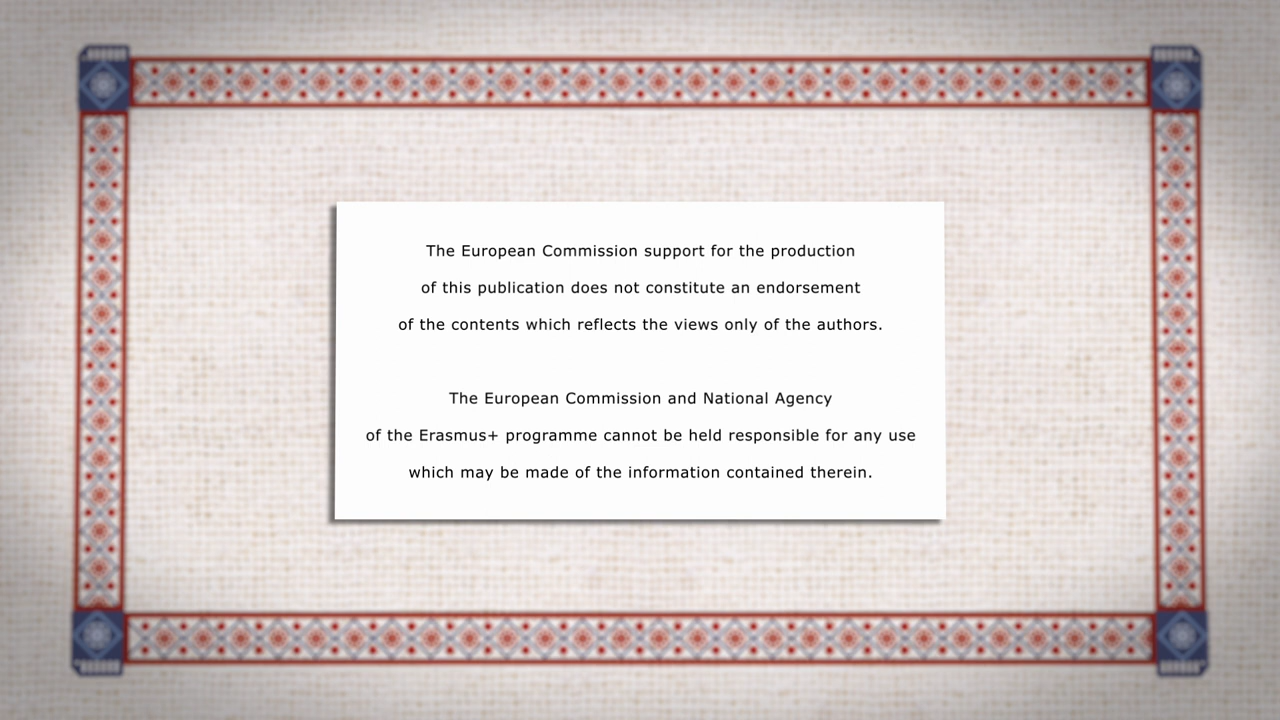 The European Commission support for the production
of this publication does not constitute an endorsement
of the contents which reflects the views only of the authors.
The European Commission and National Agency
of the Erasmus+ programme cannot be held responsible for any use
which may be made of the information contained therein.